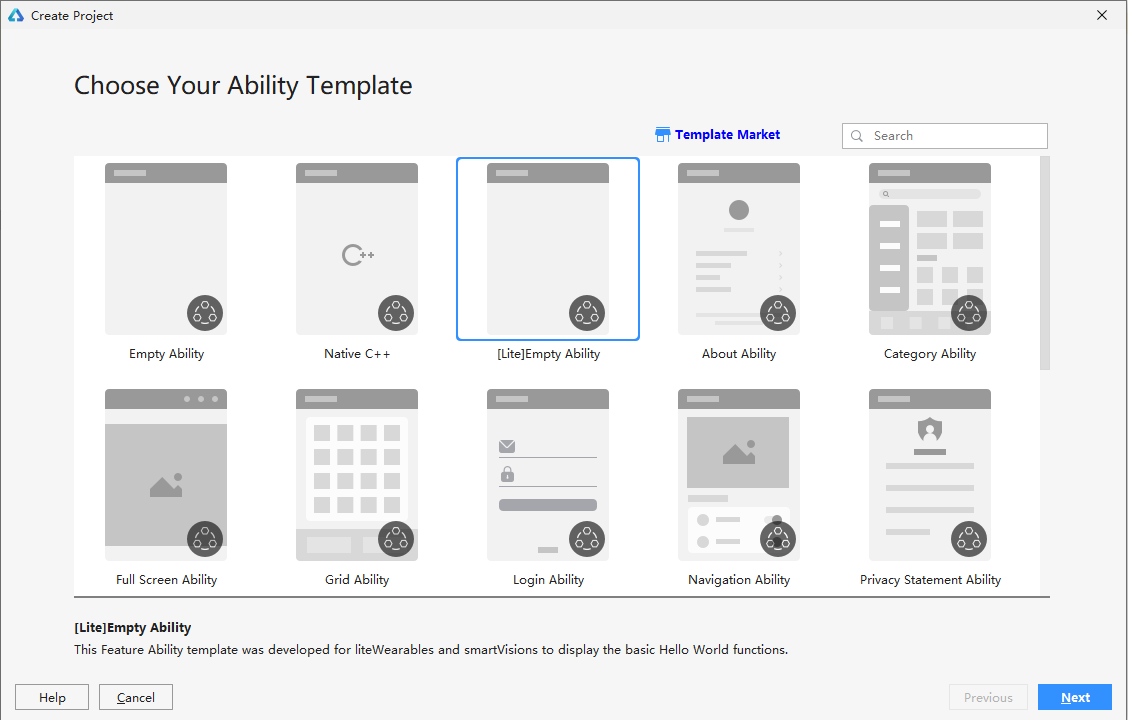 Create Project
Choose Your Ability Template
Template Market
Search
Empty Ability
C++
Native C++
[Lite]Empty Ability
About Ability
Category Ability
Full Screen Ability
Grid Ability
Login Ability
Navigation Ability
Privacy Statement Ability
[Lite]Empty Ability
This Feature Ability template was developed for liteWearables and smartVisions to display the basic Hello World functions.
Help
Cancel
Previous
Next